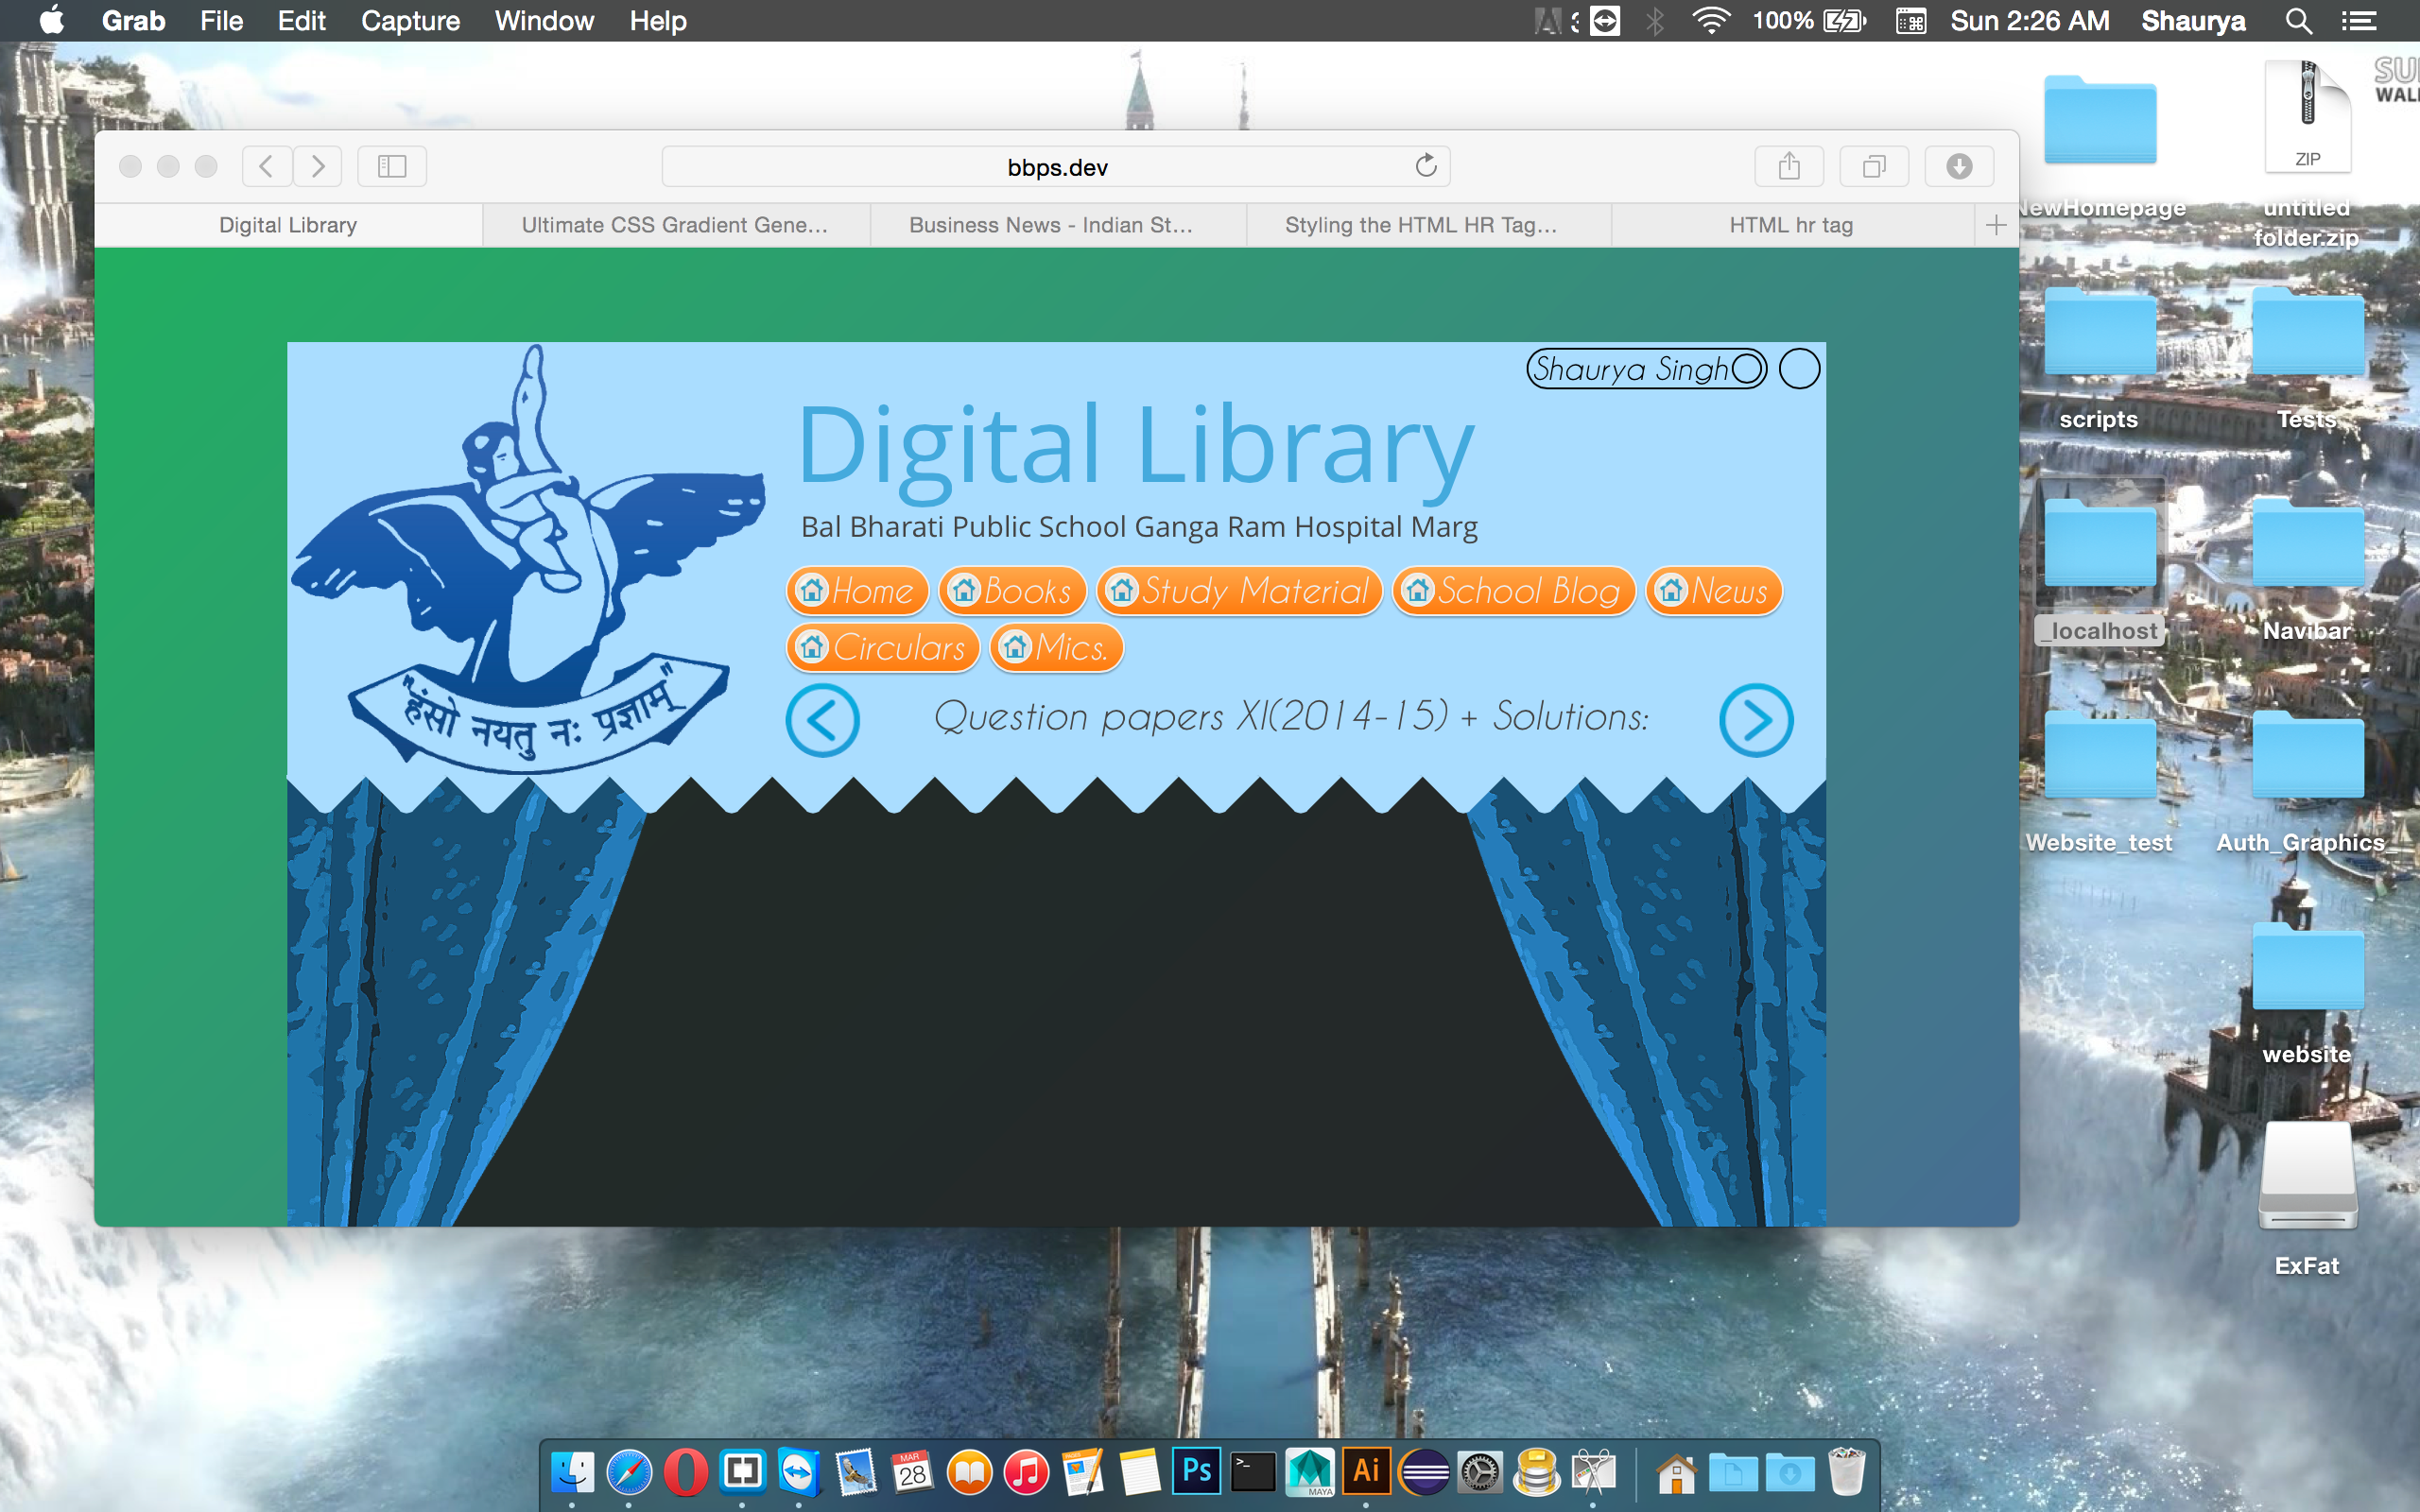 Grab File Edit Capture Window Help
100% Sun 2:26 AM Shaurya
bbps.dev
Digital Library
Ultimate CSS Gradient Gene...
Business News - Indian St...
Styling the HTML HR Tag...
HTML hr tag
Shaurya Singh
Digital Library
Bal Bharati Public School Ganga Ram Hospital Marg
Home Books Study Material School Blog News
Circulars Mics.
Question papers XI(2014-15) + Solutions:
"हंसो नयतु नः प्रज्ञाम्"
ZIP
NewHomepage
untitled
folder.zip
scripts
Tests
_localhost
Navibar
Website_test
Auth_Graphics_
website
ExFat
MAR
28
Ps
MAYA
Ai